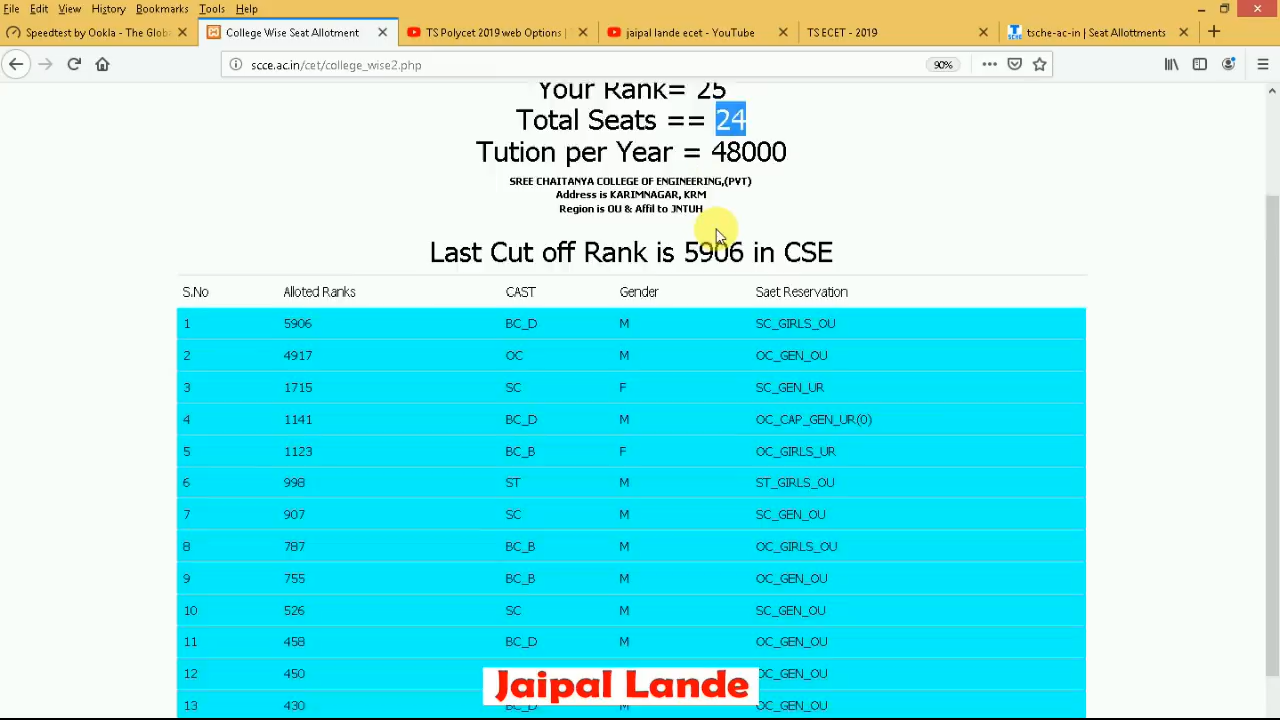 File Edit View History Bookmarks Tools Help
Speedtest by Ookla - The Globa College Wise Seat Allotment TS Polycet 2019 web Options | jaipal lande ecet - YouTube TS ECET - 2019 tsche-ac-in | Seat Allottments
scce.ac.in/cet/college_wise2.php 90%
Your Rank= 25
Total Seats == 24
Tution per Year = 48000
SREE CHAITANYA COLLEGE OF ENGINEERING,(PVT)
Address is KARIMNAGAR, KRM
Region is OU & Affil to JNTUH
Last Cut off Rank is 5906 in CSE
S.No Alloted Ranks CAST Gender Saet Reservation
1 5906 BC_D M SC_GIRLS_OU
2 4917 OC M OC_GEN_OU
3 1715 SC F SC_GEN_UR
4 1141 BC_D M OC_CAP_GEN_UR(0)
5 1123 BC_B F OC_GIRLS_UR
6 998 ST M ST_GIRLS_OU
7 907 SC M SC_GEN_OU
8 787 BC_B M OC_GIRLS_OU
9 755 BC_B M OC_GEN_OU
10 526 SC M SC_GEN_OU
11 458 BC_D M OC_GEN_OU
12 450 OC_GEN_OU
Jaipal Lande
13 430 BC_D M OC_GEN_OU